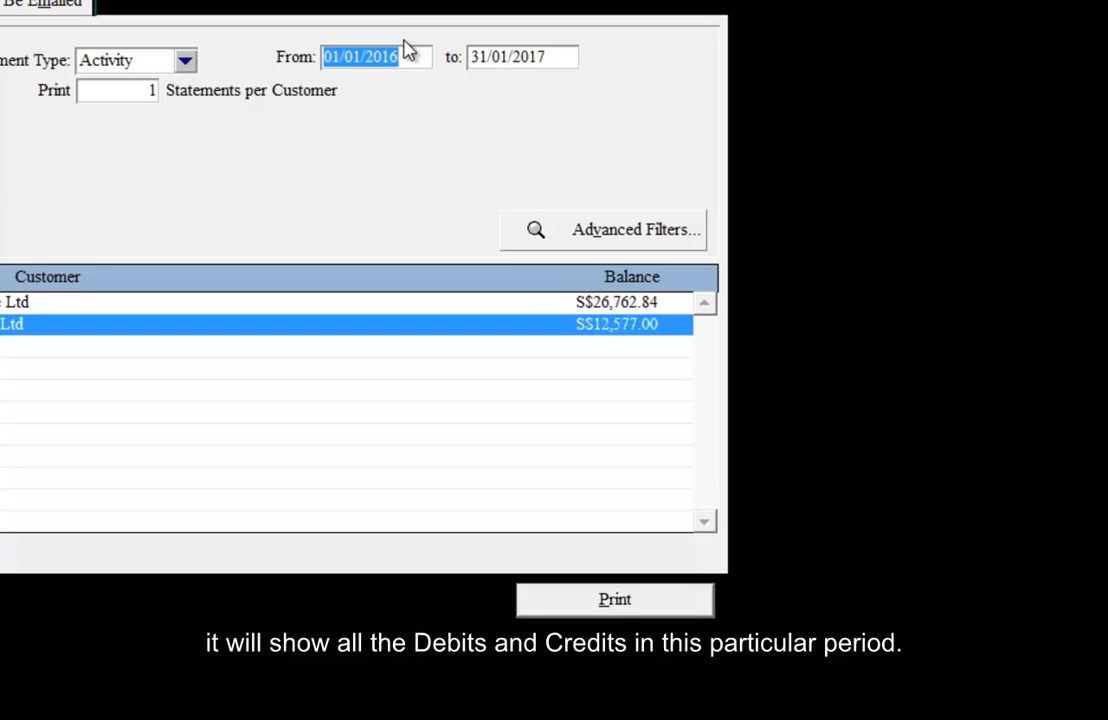 Be Emailed
ment Type: Activity From: 01/01/2016 to: 31/01/2017
Print 1 Statements per Customer
Advanced Filters...
Customer Balance
Ltd S$26,762.84
Ltd S$12,577.00
Print
it will show all the Debits and Credits in this particular period.